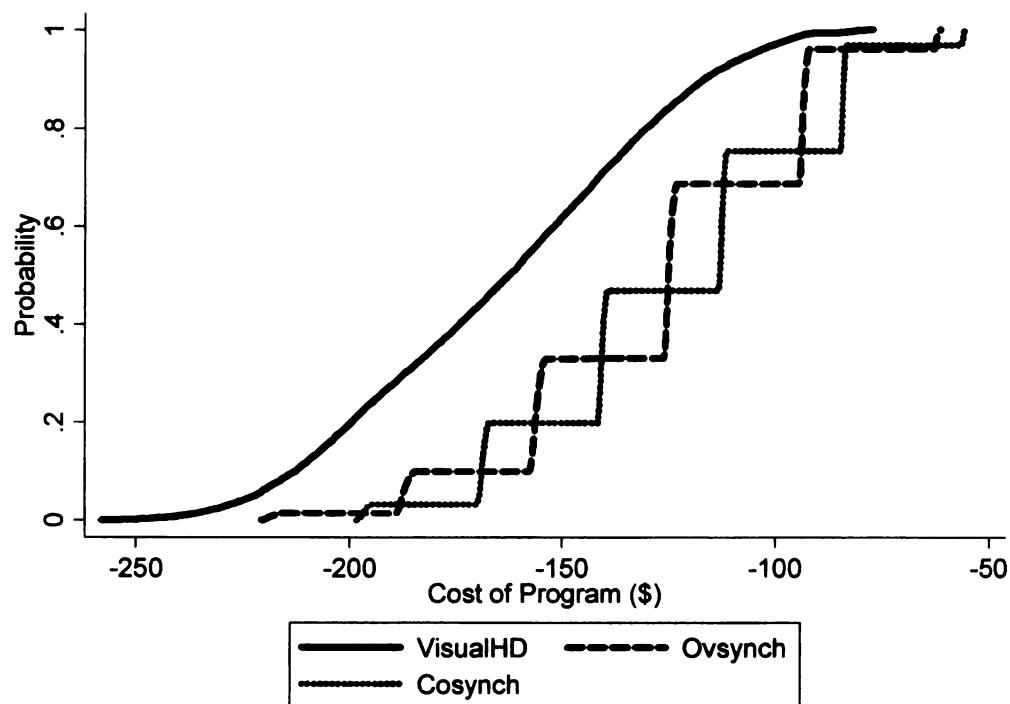 1
.8
.6
.4
.2
0
Probability
-250 -200 -150 -100 -50
Cost of Program ($)
VisualHD Ovsynch
Cosynch